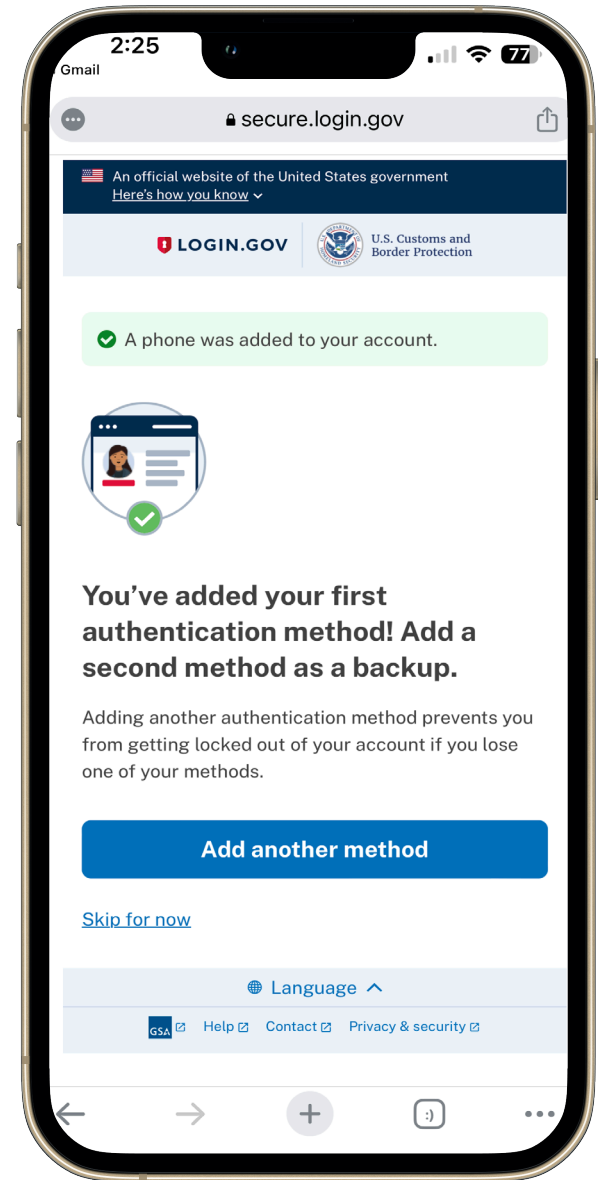 2:25
Gmail
77
secure.login.gov
An official website of the United States government
Here's how you know
LOGIN.GOV
U.S. Customs and
Border Protection
A phone was added to your account.
You’ve added your first
authentication method! Add a
second method as a backup.
Adding another authentication method prevents you
from getting locked out of your account if you lose
one of your methods.
Add another method
Skip for now
Language
GSA
Help
Contact
Privacy & security
:)